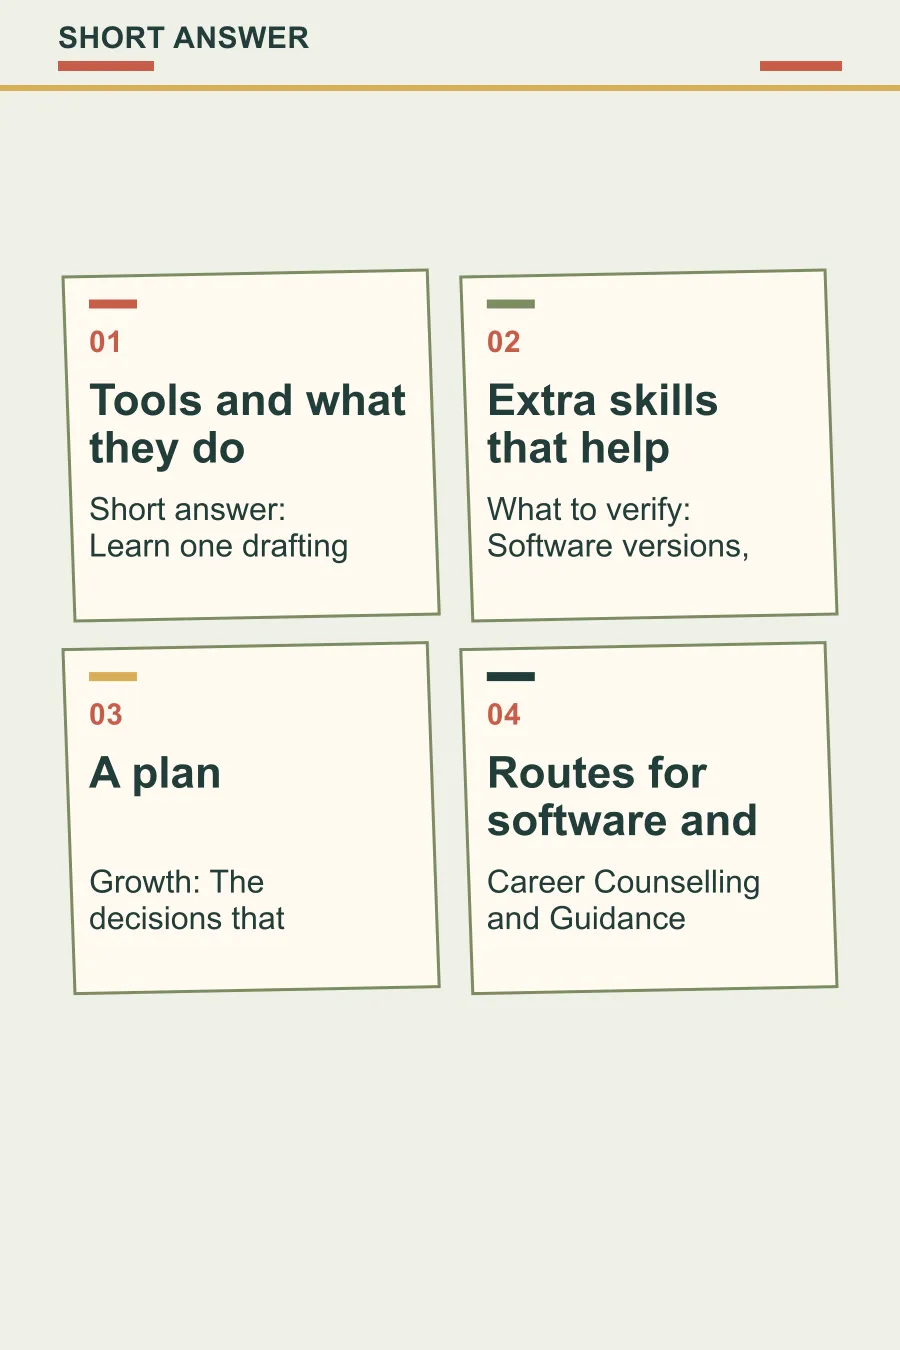 SHORT ANSWER
01
Tools and what
they do
Short answer:
Learn one drafting
02
Extra skills
that help
What to verify:
Software versions,
03
A plan
Growth: The
decisions that
04
Routes for
software and
Career Counselling
and Guidance